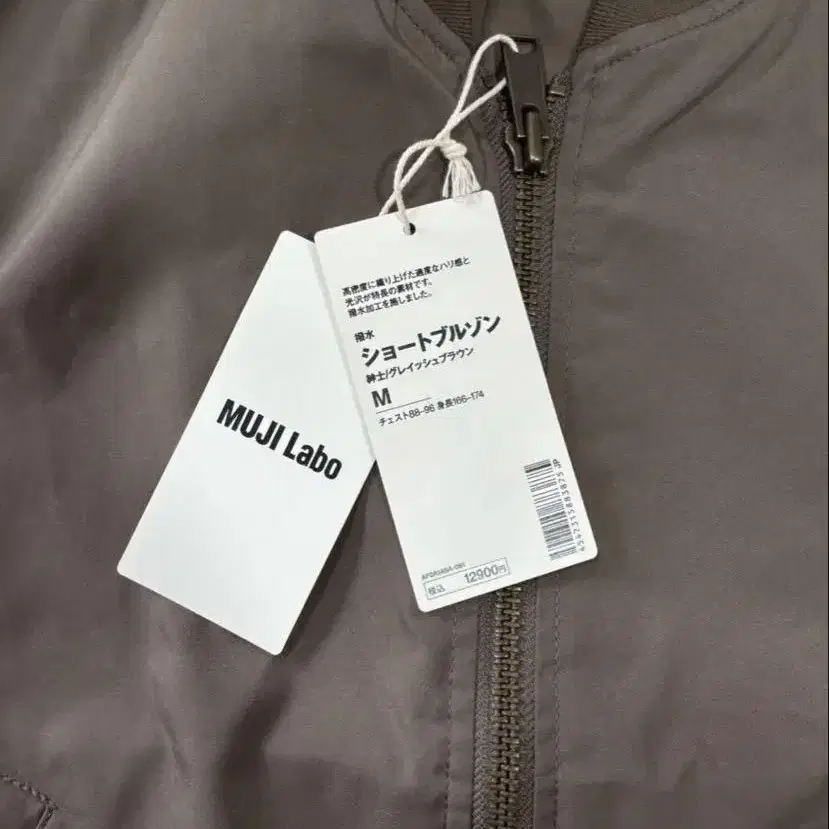 MUJI Labo
高密度に織り上げた適度なハリ感と
光沢が特長の素材です。
撥水加工を施しました。
撥水
ショートブルゾン
紳士/グレイッシュブラウン
M
チェスト88-96 身長166-174
税込 12900円